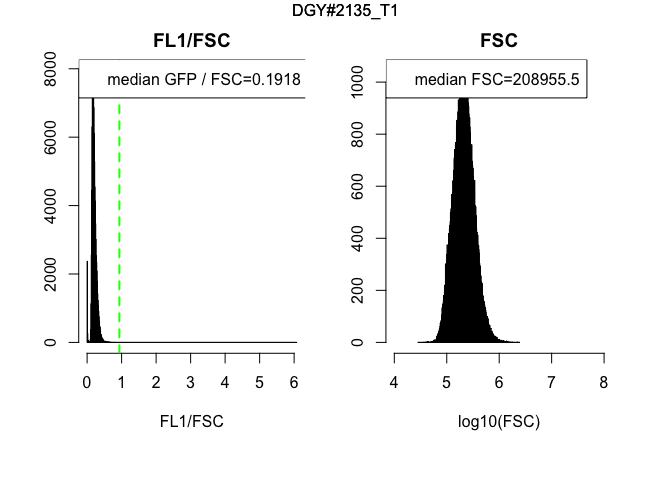 DGY#2135_T1
FL1/FSC
median GFP / FSC=0.1918
0
2000
4000
6000
8000
0 1 2 3 4 5 6
FL1/FSC
FSC
median FSC=208955.5
0
200
400
600
800
1000
4 5 6 7 8
log10(FSC)